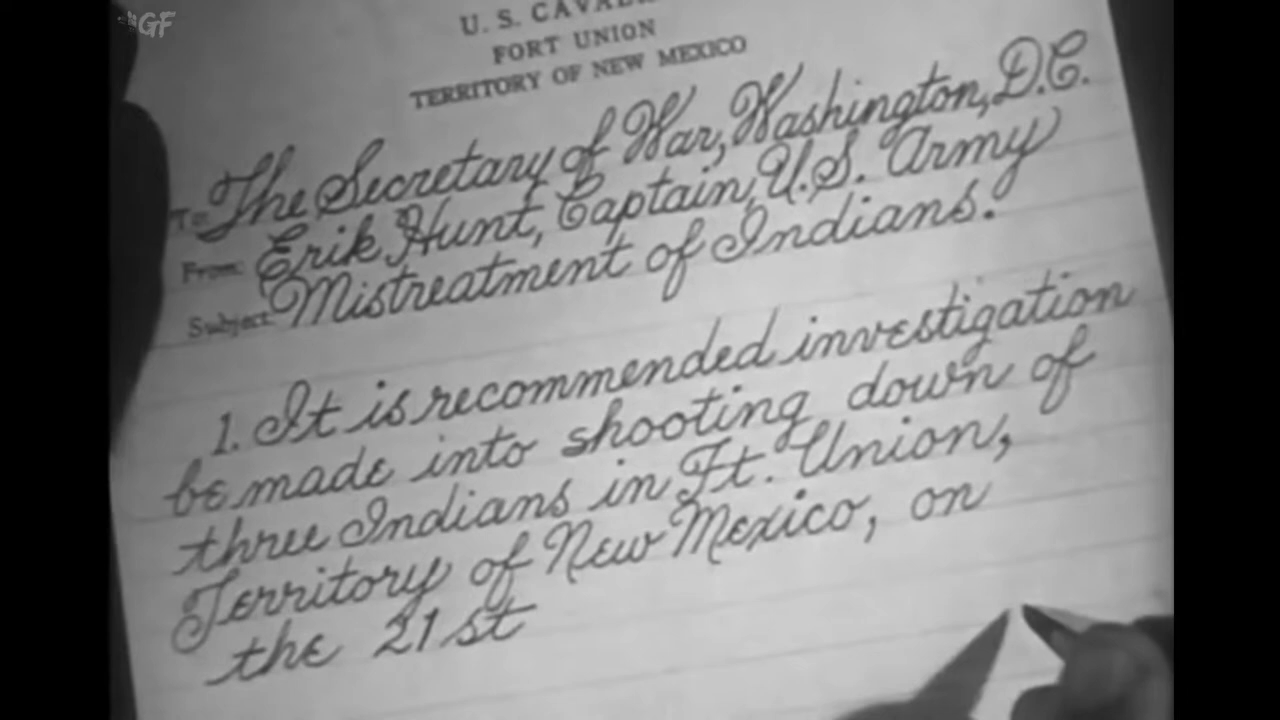 GF
U. S. CAVAL
FORT UNION
TERRITORY OF NEW MEXICO
To: The Secretary of War, Washington, D.C.
From: Erik Hunt, Captain, U.S. Army
Subject: Mistreatment of Indians.
1. It is recommended investigation
be made into shooting down of
three Indians in Ft. Union,
Territory of New Mexico, on
the 21st